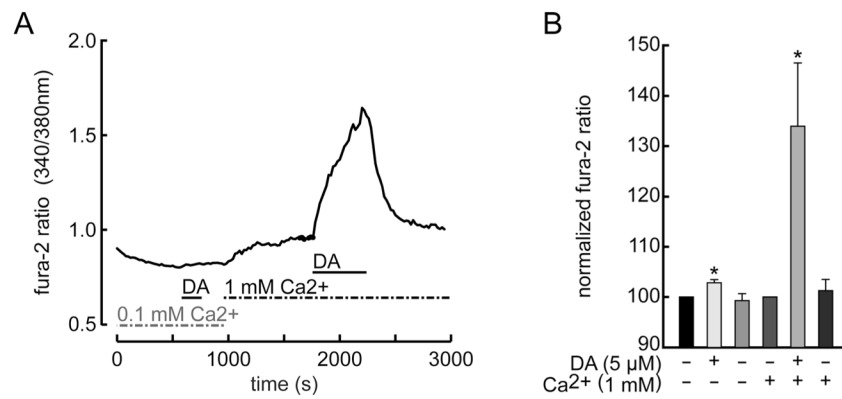 A
fura-2 ratio (340/380nm)
2.0
1.5
1.0
0.5
DA
DA
1 mM Ca2+
0.1 mM Ca2+
0
1000
2000
3000
time (s)
B
normalized fura-2 ratio
150
140
130
120
110
100
90
*
*
DA (5 µM) – + – – + –
Ca2+ (1 mM) – – – + + +